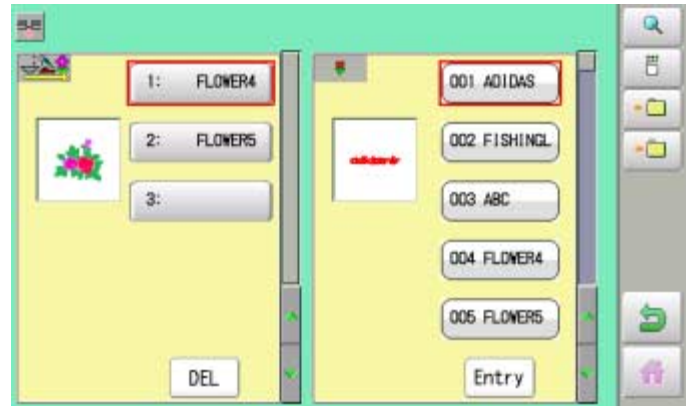 1: FLOWER4
2: FLOWER5
3:
DEL
001 ADIDAS
002 FISHINGL
003 ABC
004 FLOWER4
005 FLOWER5
Entry